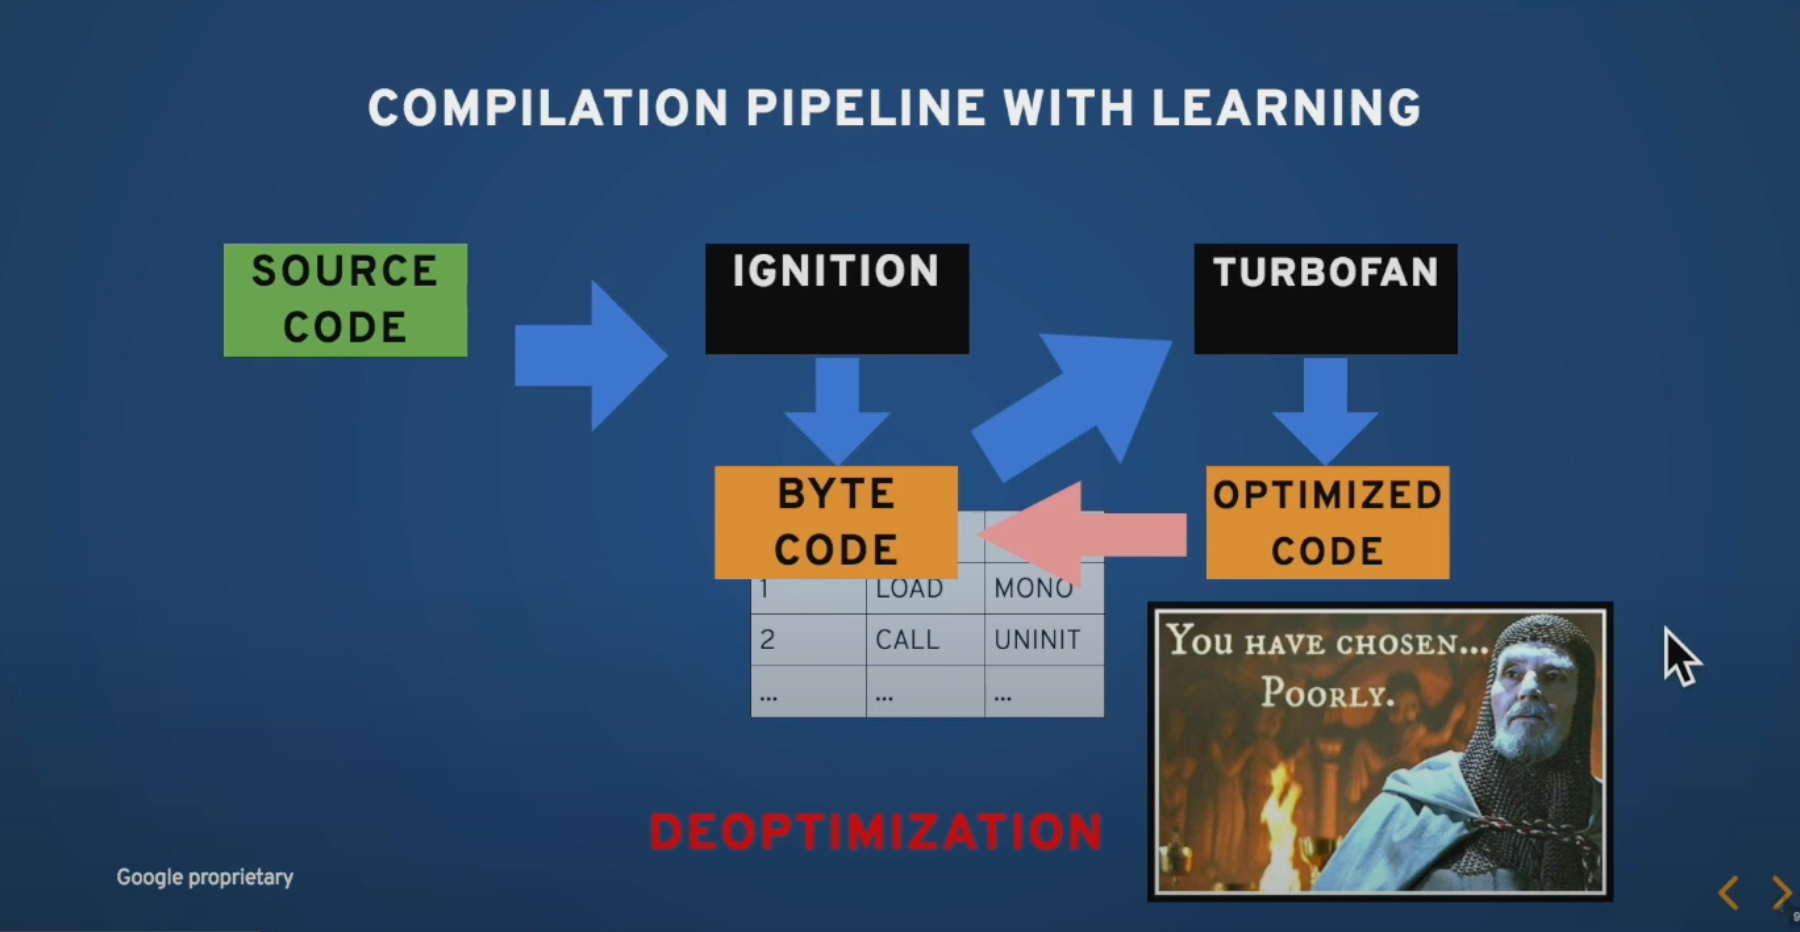 COMPILATION PIPELINE WITH LEARNING
SOURCE
CODE
IGNITION
TURBOFAN
BYTE
CODE
OPTIMIZED
CODE
1 LOAD MONO
2 CALL UNINIT
... ... ...
You have chosen...
Poorly.
DEOPTIMIZATION
Google proprietary
9